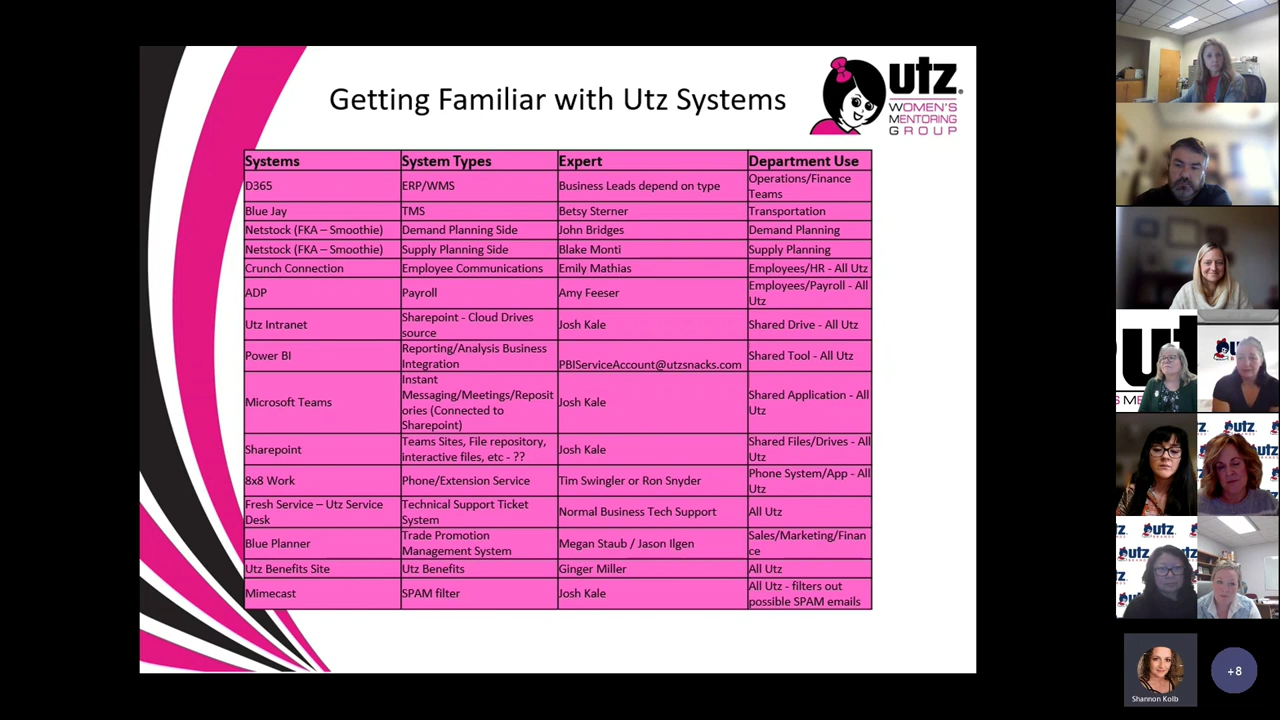 Getting Familiar with Utz Systems
utz.
WOMEN'S
MENTORING
GROUP
Systems System Types Expert Department Use
D365 ERP/WMS Business Leads depend on type Operations/Finance
Teams
Blue Jay TMS Betsy Sterner Transportation
Netstock (FKA – Smoothie) Demand Planning Side John Bridges Demand Planning
Netstock (FKA – Smoothie) Supply Planning Side Blake Monti Supply Planning
Crunch Connection Employee Communications Emily Mathias Employees/HR - All Utz
ADP Payroll Amy Feeser Employees/Payroll - All
Utz
Utz Intranet Sharepoint - Cloud Drives
source Josh Kale Shared Drive - All Utz
Power BI Reporting/Analysis Business
Integration PBIServiceAccount@utzsnacks.com Shared Tool - All Utz
Microsoft Teams Instant
Messaging/Meetings/Reposit
ories (Connected to
Sharepoint) Josh Kale Shared Application - All
Utz
Sharepoint Teams Sites, File repository,
interactive files, etc - ?? Josh Kale Shared Files/Drives - All
Utz
8x8 Work Phone/Extension Service Tim Swingler or Ron Snyder Phone System/App - All
Utz
Fresh Service – Utz Service
Desk Technical Support Ticket
System Normal Business Tech Support All Utz
Blue Planner Trade Promotion
Management System Megan Staub / Jason Ilgen Sales/Marketing/Finan
ce
Utz Benefits Site Utz Benefits Ginger Miller All Utz
Mimecast SPAM filter Josh Kale All Utz - filters out
possible SPAM emails
Shannon Kolb
+8